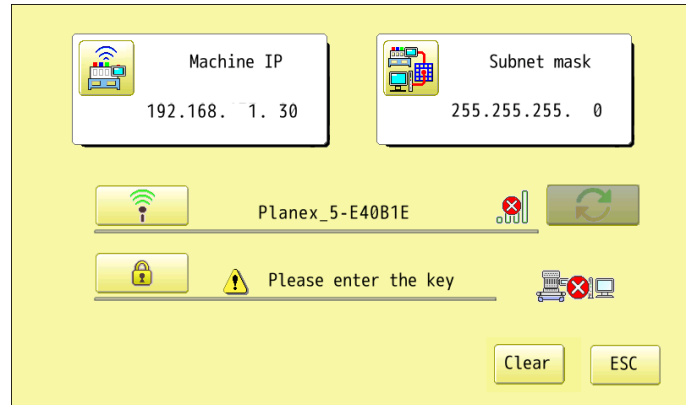 Machine IP
192.168. 1. 30
Subnet mask
255.255.255. 0
Planex_5-E40B1E
Please enter the key
Clear
ESC